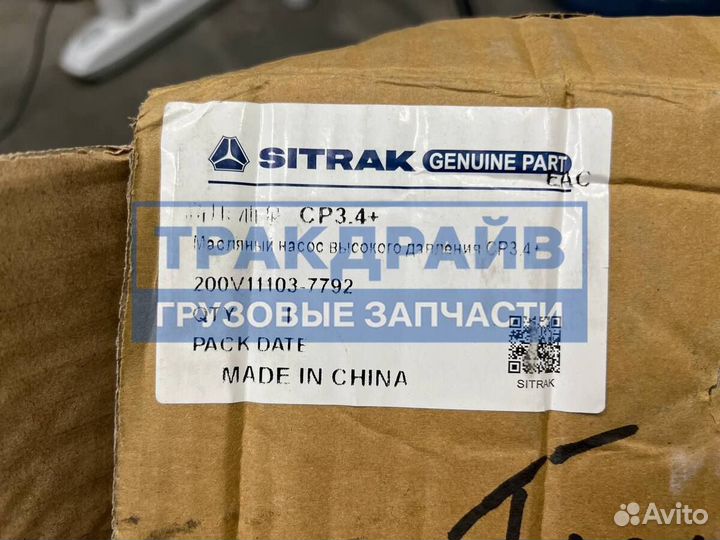 SITRAK GENUINE PART
EAC
CP3.4+
ТРАКДРАЙВ
Масляный насос высокого давления CP3.4+
200V11103-7792
ГРУЗОВЫЕ ЗАПЧАСТИ
QTY 1
PACK DATE
SITRAK
MADE IN CHINA
Avito